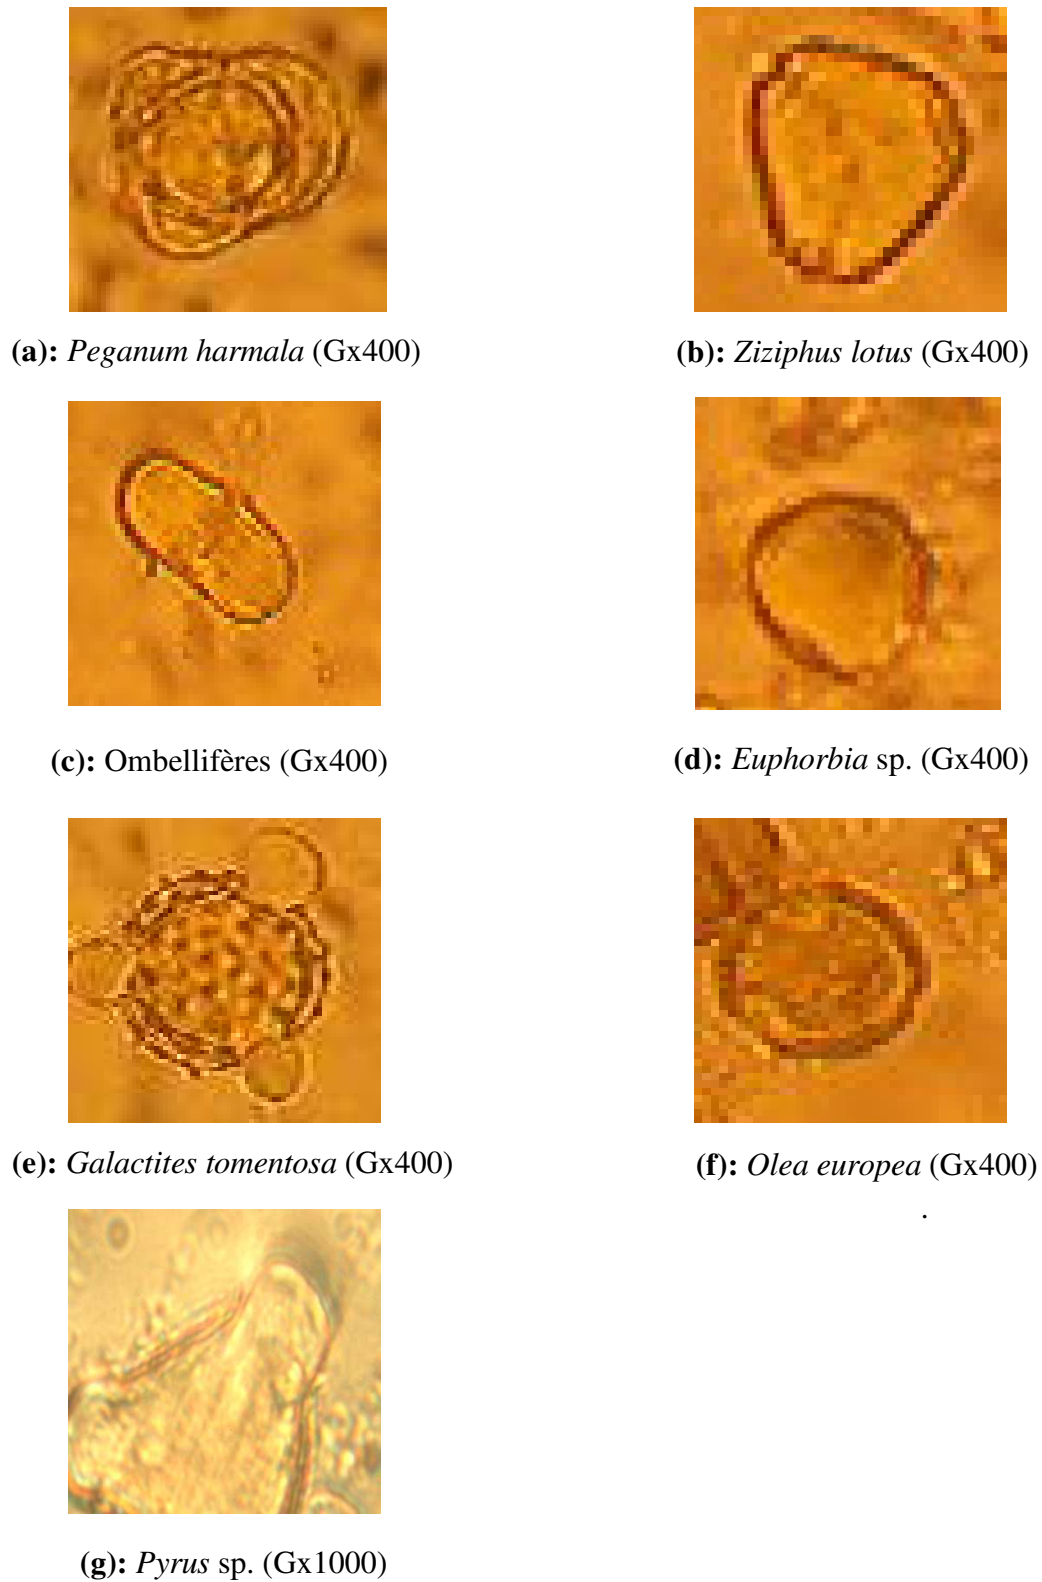 (a): Peganum harmala (Gx400)
(b): Ziziphus lotus (Gx400)
(c): Ombellifères (Gx400)
(d): Euphorbia sp. (Gx400)
(e): Galactites tomentosa (Gx400)
(f): Olea europea (Gx400)
.
(g): Pyrus sp. (Gx1000)